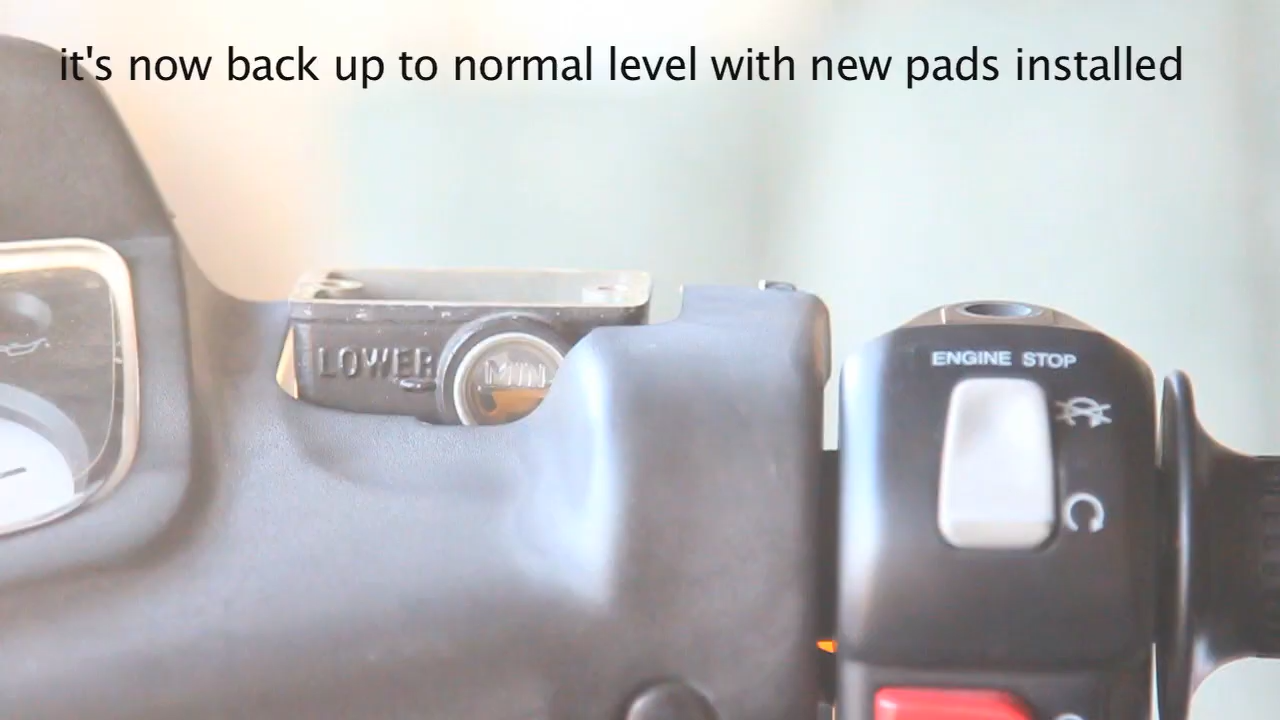 it's now back up to normal level with new pads installed
LOWER
MIN
ENGINE STOP